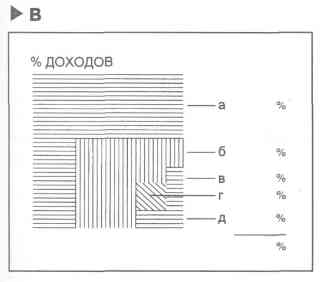 В
% ДОХОДОВ
а %
б %
в %
г %
д %
%